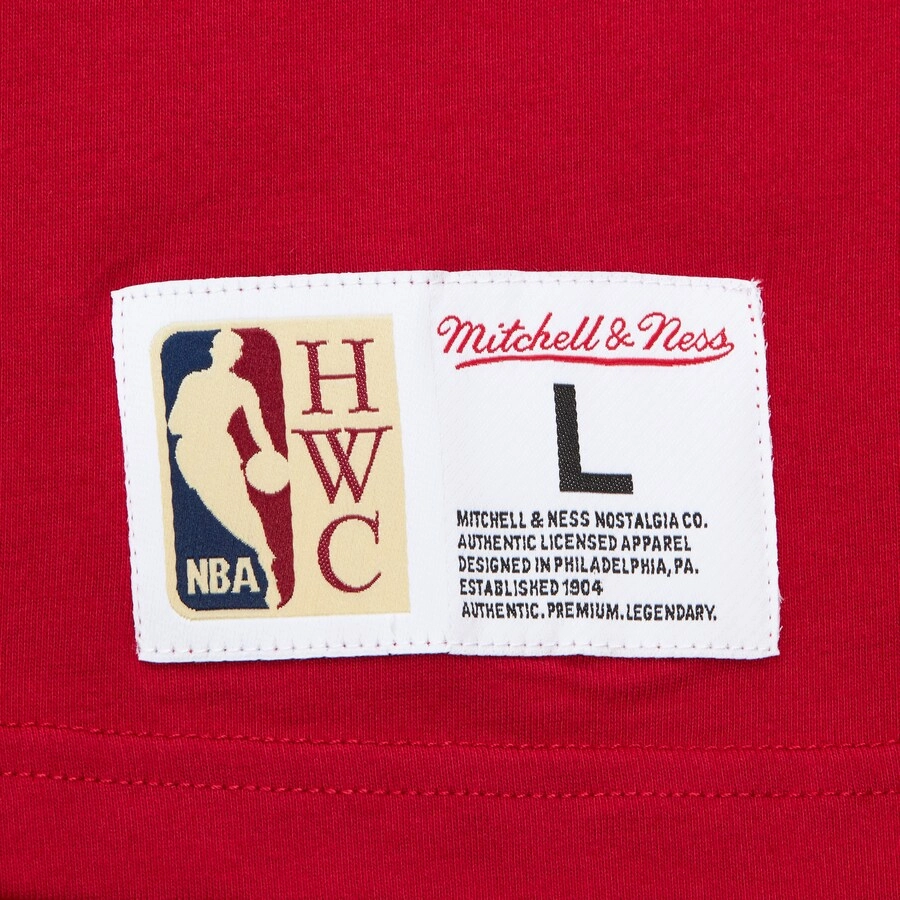 NBA
H
W
C
Mitchell & Ness
L
MITCHELL & NESS NOSTALGIA CO.
AUTHENTIC LICENSED APPAREL
DESIGNED IN PHILADELPHIA, PA.
ESTABLISHED 1904
AUTHENTIC. PREMIUM. LEGENDARY.